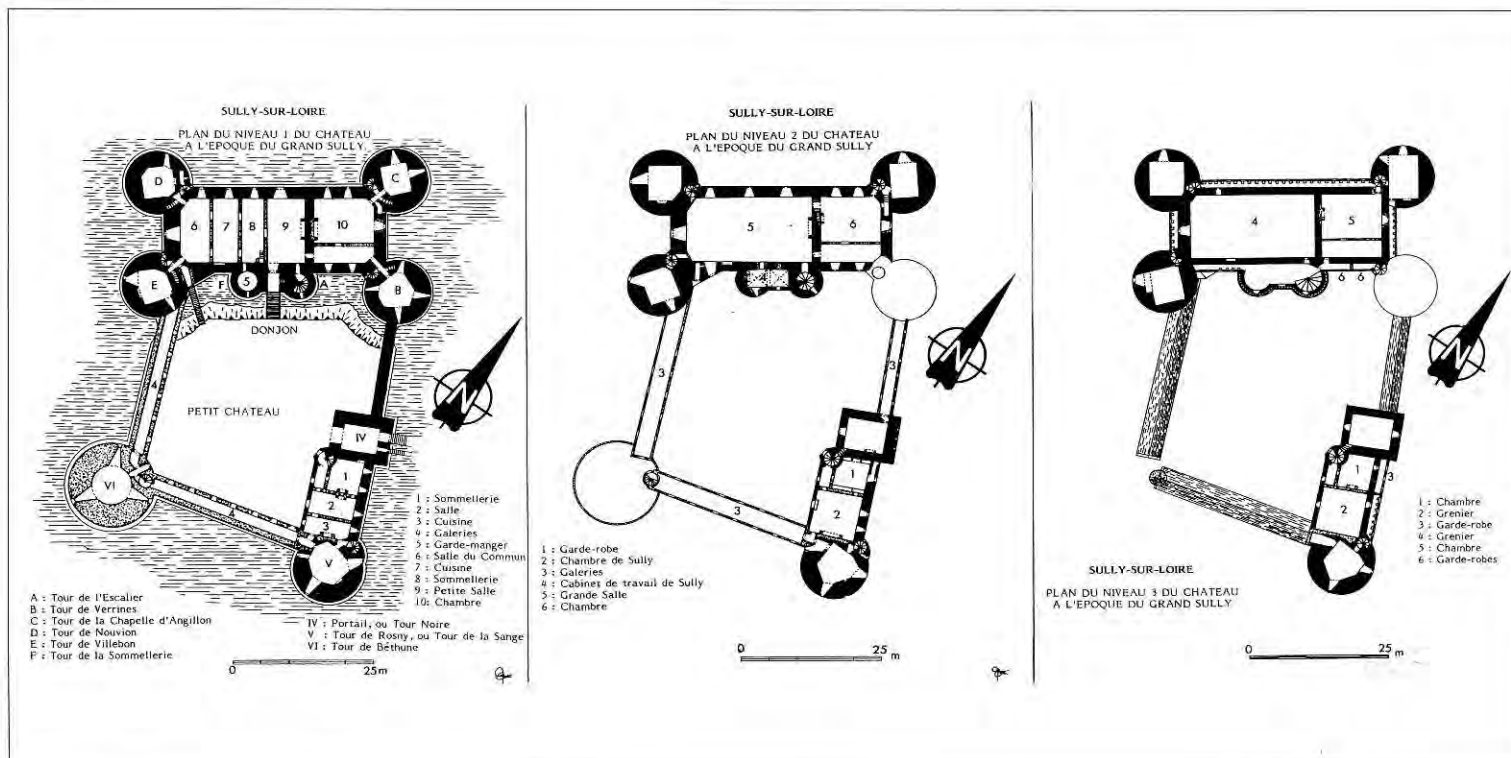 SULLY-SUR-LOIRE
PLAN DU NIVEAU 1 DU CHATEAU
A L'EPOQUE DU GRAND SULLY
D
C
6
7
8
9
10
E
F
5
A
B
DONJON
4
PETIT CHATEAU
N
IV
VI
1
2
3
4
V
1 : Sommellerie
2 : Salle
3 : Cuisine
4 : Galeries
5 : Garde-manger
6 : Salle du Commun
7 : Cuisine
8 : Sommellerie
9 : Petite Salle
10: Chambre
A : Tour de l'Escalier
B : Tour de Verrines
C : Tour de la Chapelle d'Angillon
D : Tour de Nouvion
E : Tour de Villebon
F : Tour de la Sommellerie
IV : Portail, ou Tour Noire
V : Tour de Rosny, ou Tour de la Sange
VI : Tour de Béthune
0 25 m
SULLY-SUR-LOIRE
PLAN DU NIVEAU 2 DU CHATEAU
A L'EPOQUE DU GRAND SULLY
5
6
4
3
3
N
1
2
3
1 : Garde-robe
2 : Chambre de Sully
3 : Galeries
4 : Cabinet de travail de Sully
5 : Grande Salle
6 : Chambre
0 25 m
4
5
6 6
N
1
2
3
1 : Chambre
2 : Grenier
3 : Garde-robe
4 : Grenier
5 : Chambre
6 : Garde-robes
SULLY-SUR-LOIRE
PLAN DU NIVEAU 3 DU CHATEAU
A L'EPOQUE DU GRAND SULLY
0 25 m